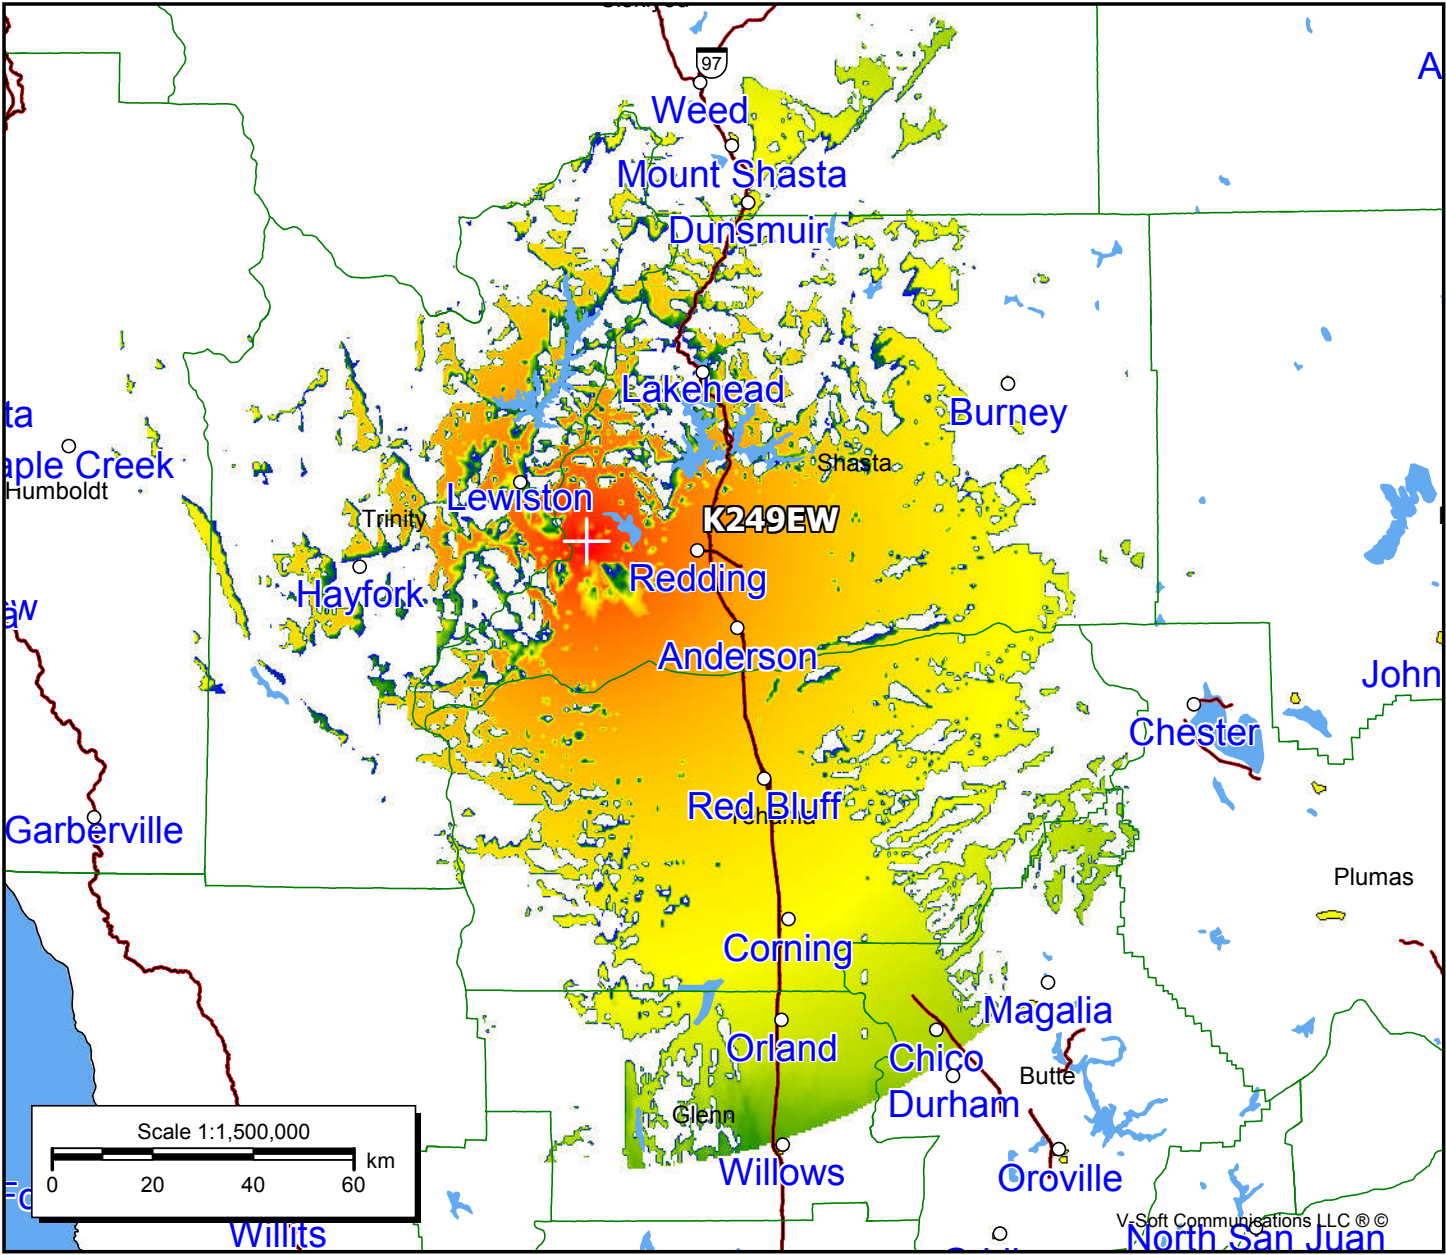 97
Weed
A
Mount Shasta
Dunsmuir
Lakehead
Burney
ta
aple Creek
Humboldt
Shasta
Lewiston
Trinity
K249EW
Redding
Hayfork
Anderson
John
Chester
Red Bluff
Garberville
Plumas
Corning
Magalia
Orland
Chico
Butte
Durham
Glenn
Scale 1:1,500,000
km
0 20 40 60
Willows
Oroville
Fo
V-Soft Communications LLC ® ©
Willits
North San Juan